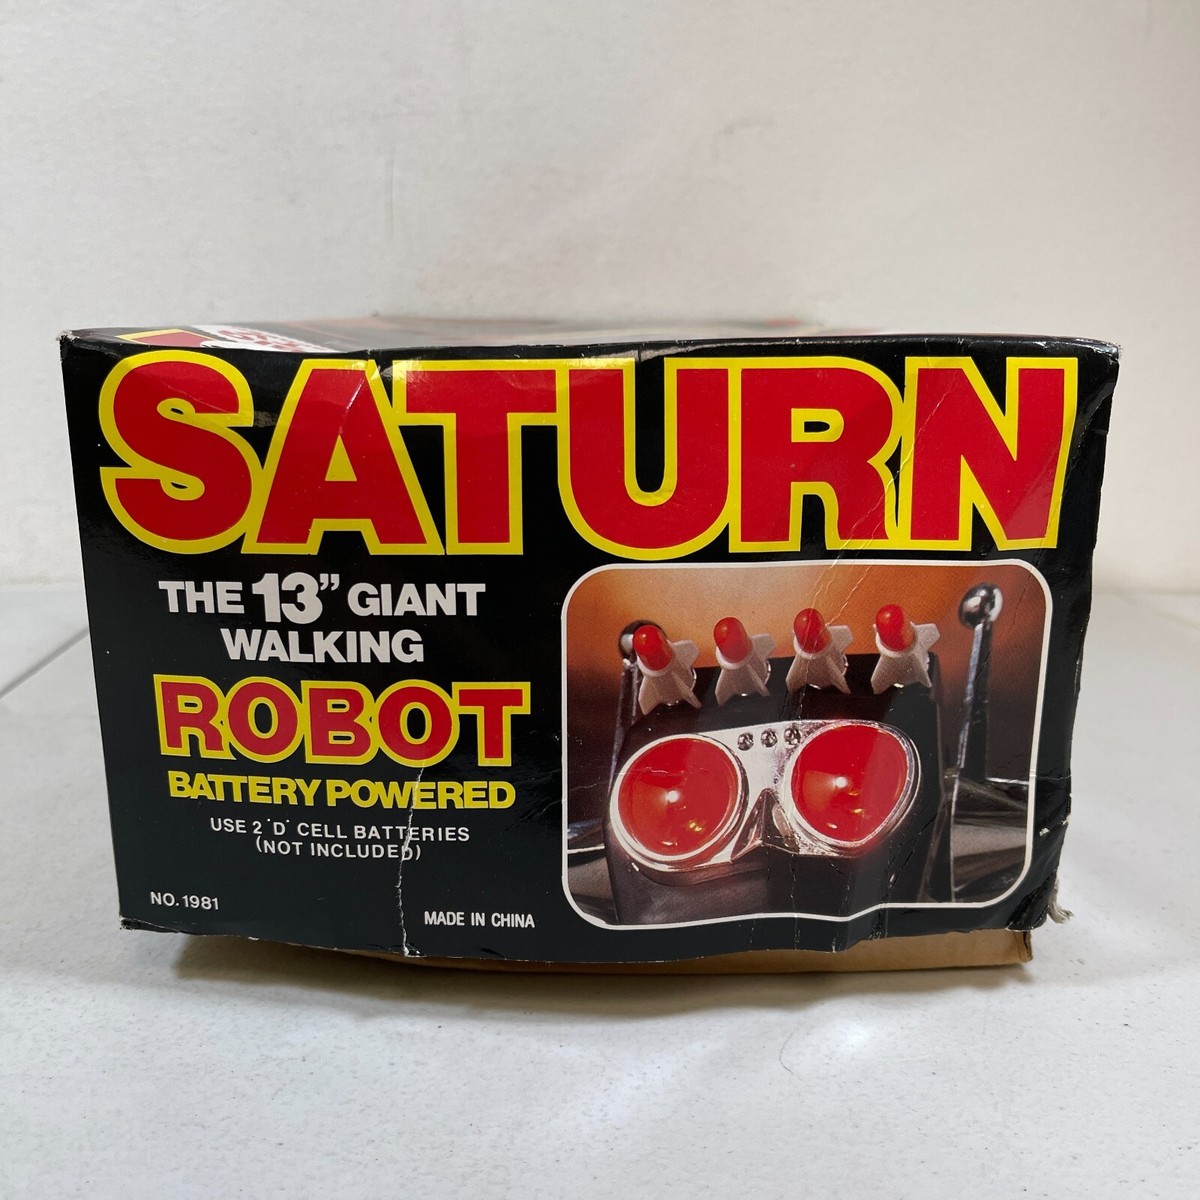 SATURN
THE 13" GIANT
WALKING
ROBOT
BATTERY POWERED
USE 2 'D' CELL BATTERIES
(NOT INCLUDED)
NO. 1981
MADE IN CHINA